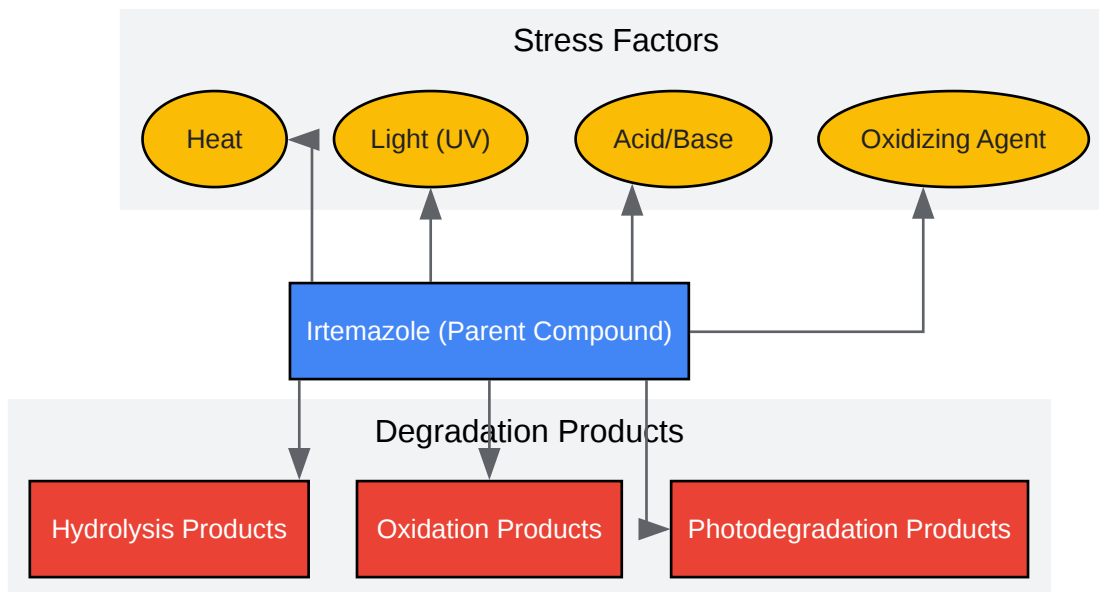 Stress Factors
Heat
Light (UV)
Acid/Base
Oxidizing Agent
Irtemazole (Parent Compound)
Degradation Products
Hydrolysis Products
Oxidation Products
Photodegradation Products